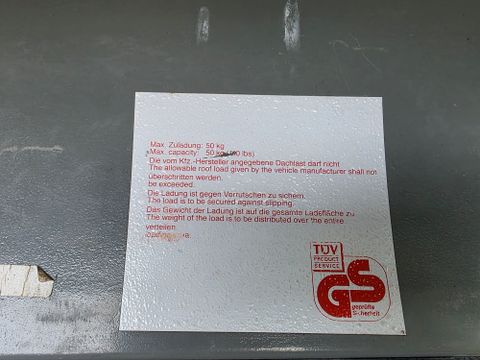 Max. Zuladung: 50 kg
Max. capacity: 50 kg lbs)
Die vom Kfz.-Hersteller angegebene Dachlast darf nicht
The allowable roof load given by the vehicle manufacturer shall not
überschritten werden.
be exceeded.
Die Ladung ist gegen Verrutschen zu sichern.
The load is to be secured against slipping.
Das Gewicht der Ladung ist auf die gesamte Ladefläche zu
The weight of the load is to be distributed over the entire
verteilen
TÜV
PRODUCT
SERVICE
GS
geprüfte
Sicherheit